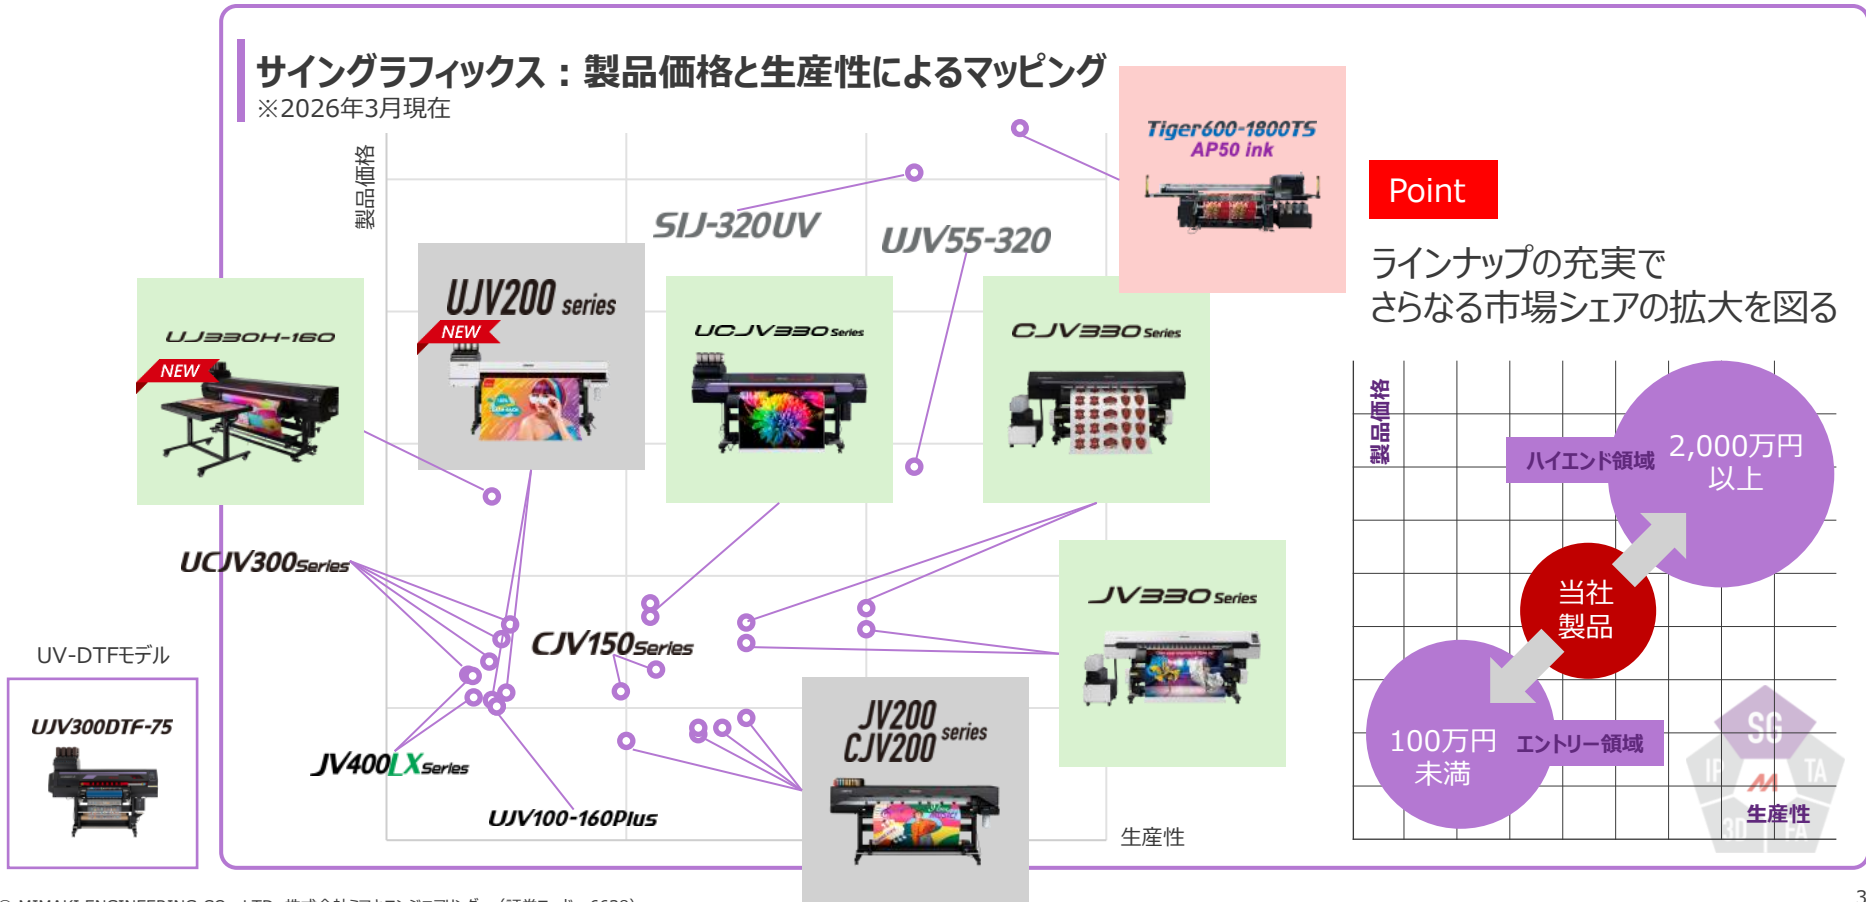 サイングラフィックス：製品価格と生産性によるマッピング
※2026年3月現在
製品価格
Tiger600-1800TS
AP50 ink
SIJ-320UV
UJV55-320
UJV200 series
NEW
UJ330H-160
NEW
UCJV330 Series
CJV330 Series
UCJV300Series
CJV150Series
JV330 Series
UV-DTFモデル
UJV300DTF-75
JV400LXSeries
UJV100-160Plus
JV200
CJV200 series
生産性
Point
ラインナップの充実で
さらなる市場シェアの拡大を図る
製品価格
ハイエンド領域
2,000万円
以上
当社
製品
100万円
未満
エントリー領域
SG
IP
TA
3D
FA
生産性
3